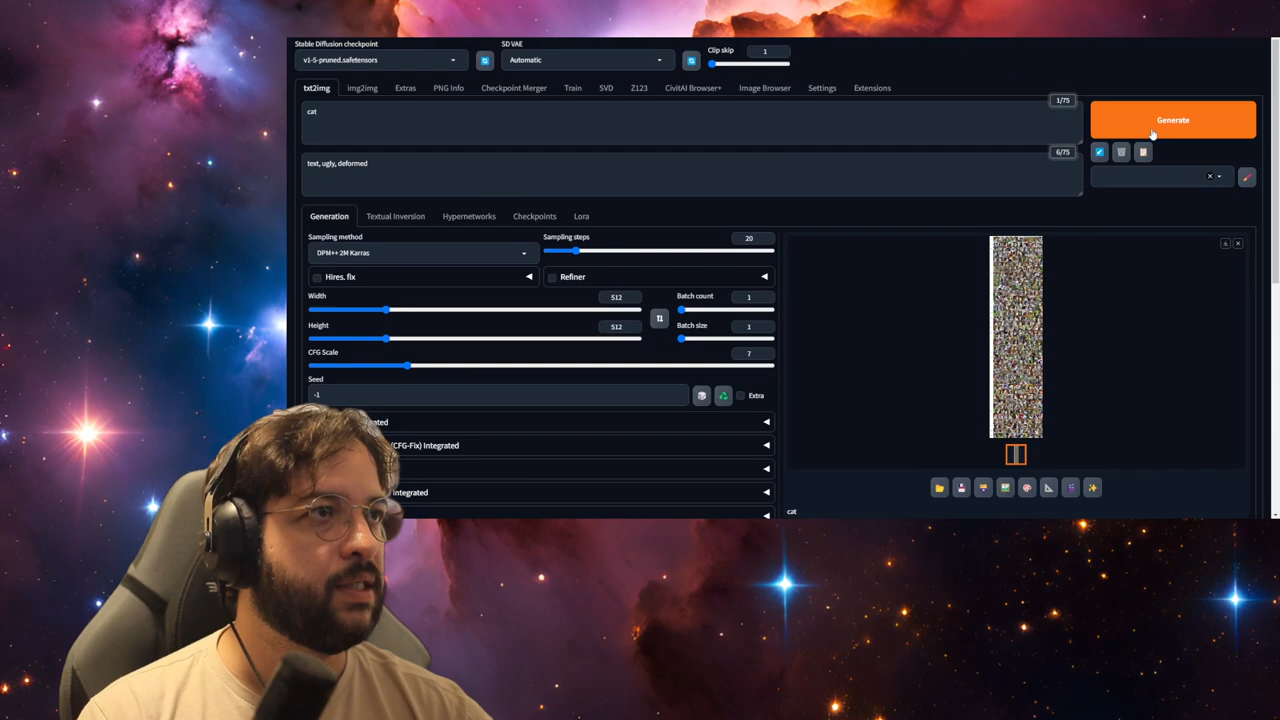 Stable Diffusion checkpoint
SD VAE
Clip skip
1
v1-5-pruned.safetensors
Automatic
txt2img img2img Extras PNG Info Checkpoint Merger Train SVD Z123 CivitAI Browser+ Image Browser Settings Extensions
1/75
cat
Generate
6/75
text, ugly, deformed
Generation Textual Inversion Hypernetworks Checkpoints Lora
Sampling method
DPM++ 2M Karras
Sampling steps
20
Hires. fix
Refiner
Width
512
Batch count
1
Height
512
Batch size
1
CFG Scale
7
Seed
-1
Extra
(CFG-Fix) Integrated
cat